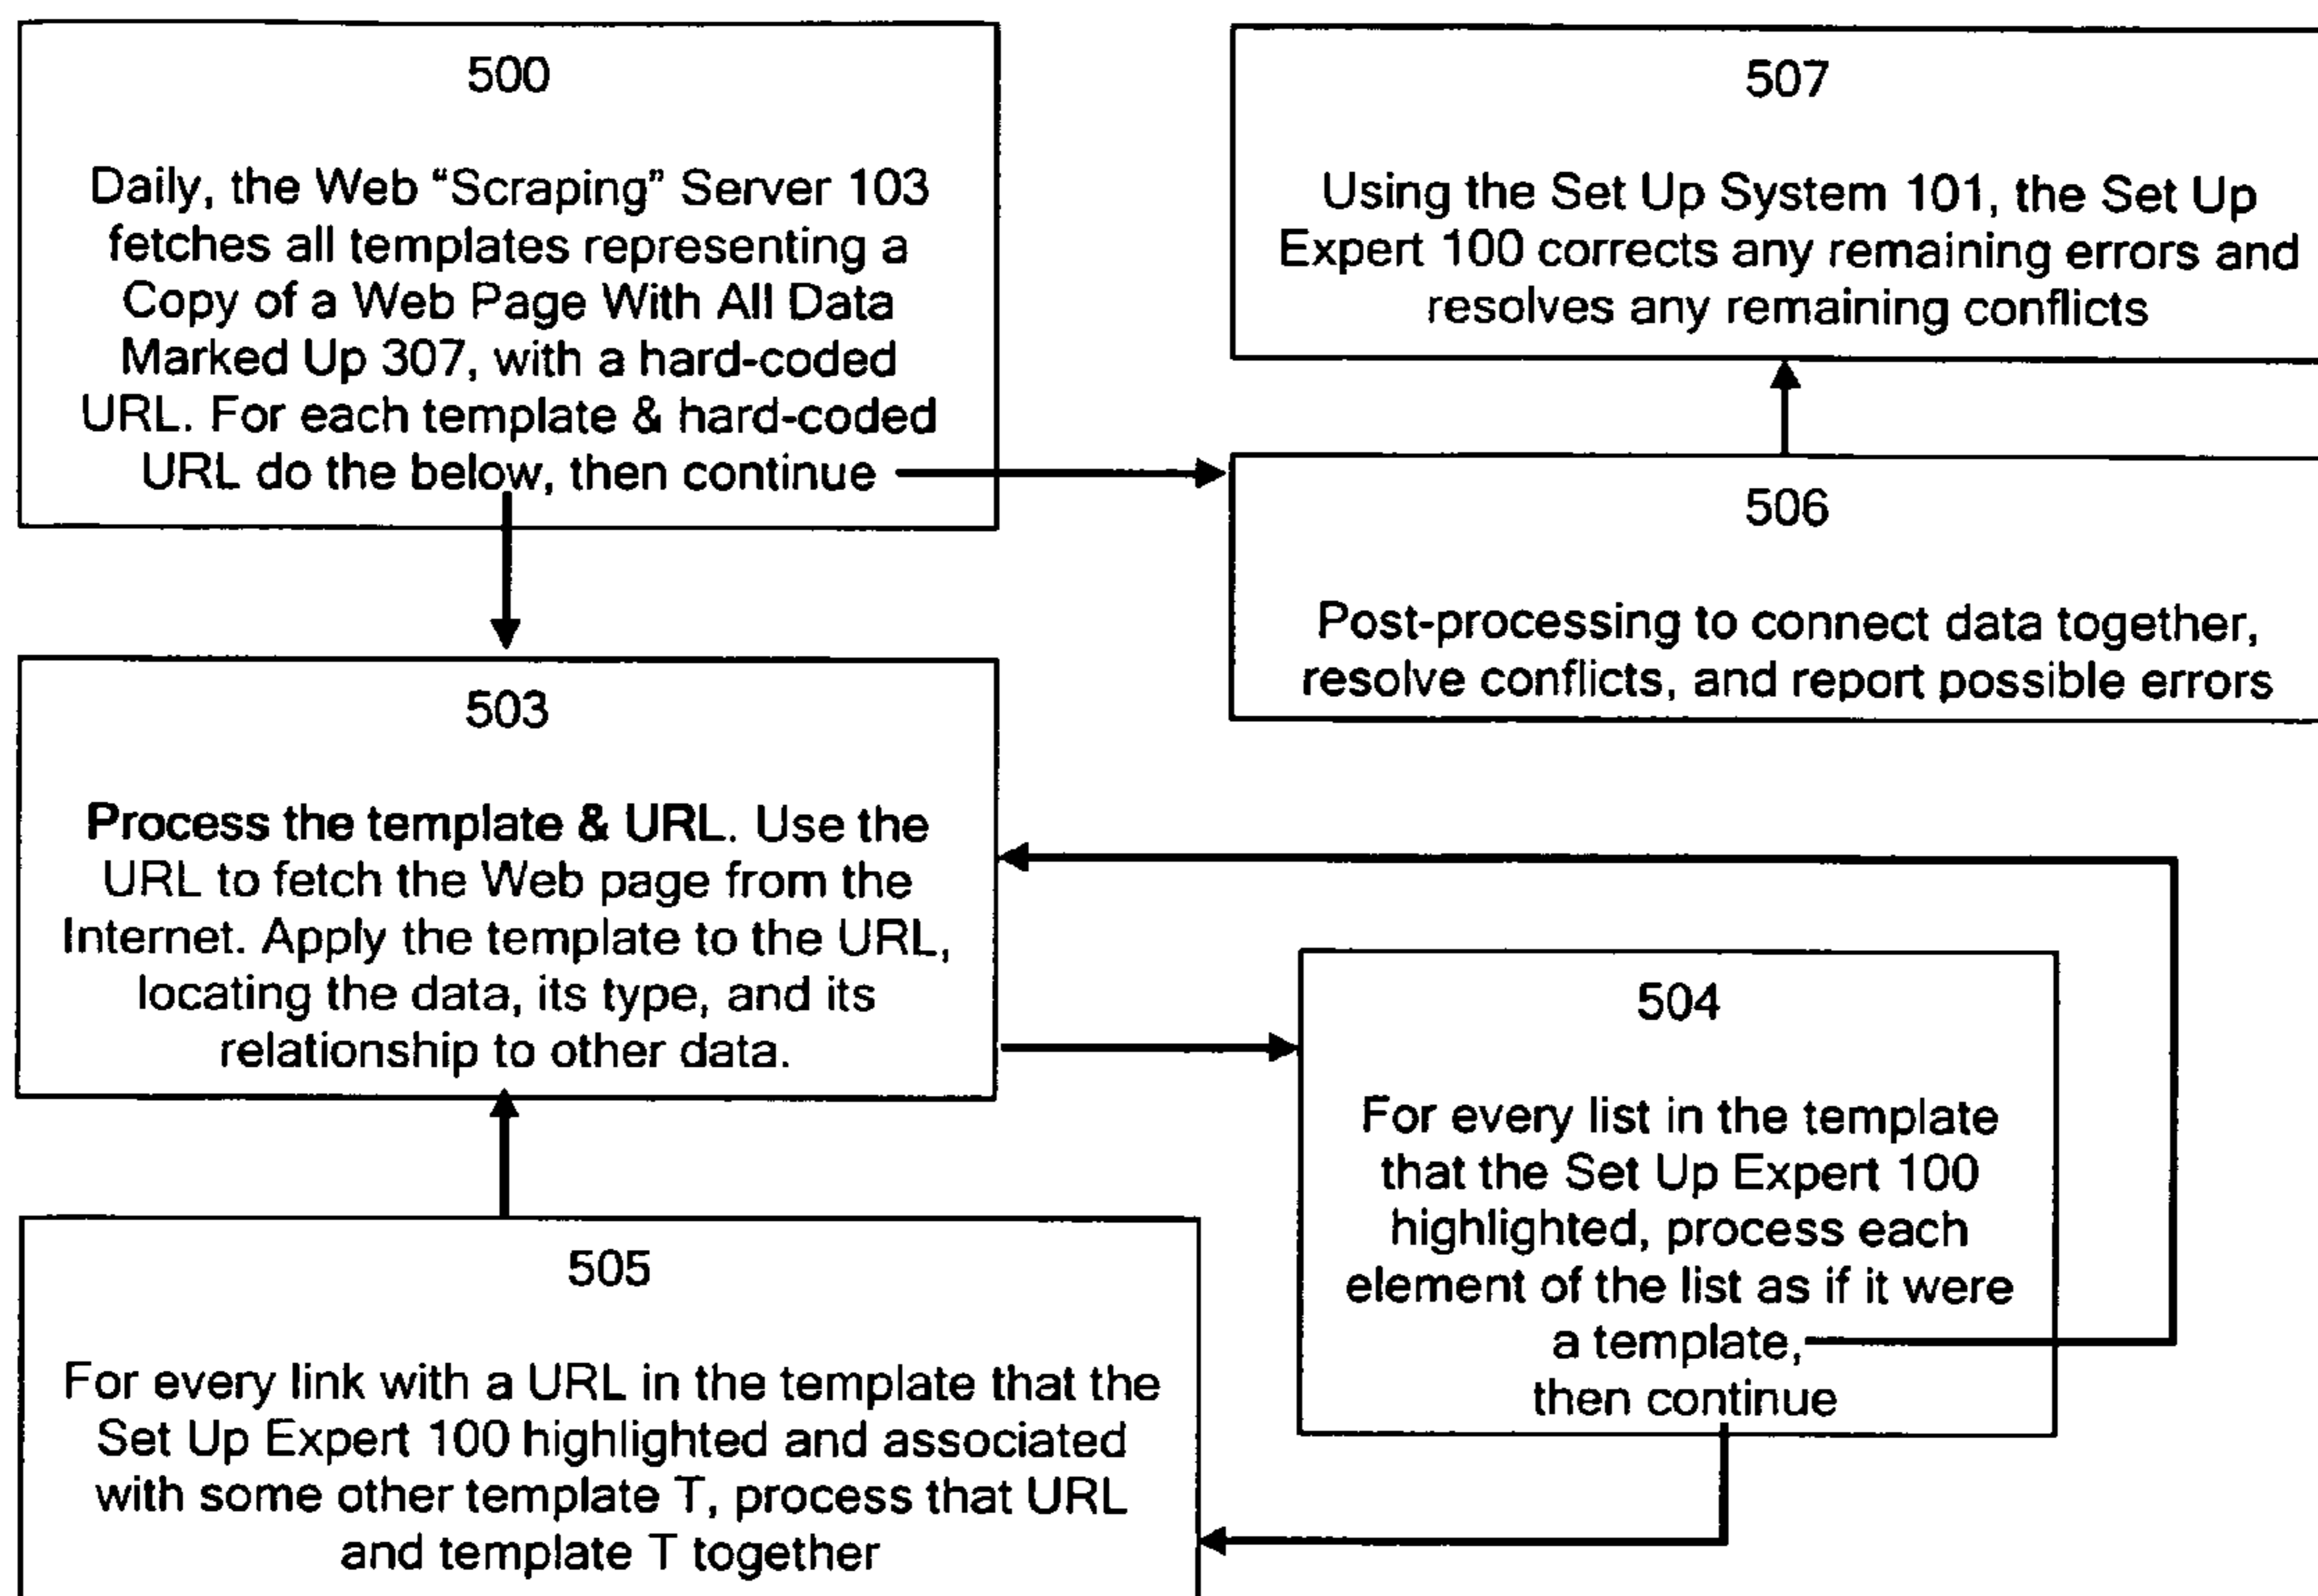 500
Daily, the Web “Scraping” Server 103
fetches all templates representing a
Copy of a Web Page With All Data
Marked Up 307, with a hard-coded
URL. For each template & hard-coded
URL do the below, then continue
507
Using the Set Up System 101, the Set Up
Expert 100 corrects any remaining errors and
resolves any remaining conflicts
506
Post-processing to connect data together,
resolve conflicts, and report possible errors
503
Process the template & URL. Use the
URL to fetch the Web page from the
Internet. Apply the template to the URL,
locating the data, its type, and its
relationship to other data.
504
For every list in the template
that the Set Up Expert 100
highlighted, process each
element of the list as if it were
a template,
then continue
505
For every link with a URL in the template that the
Set Up Expert 100 highlighted and associated
with some other template T, process that URL
and template T together